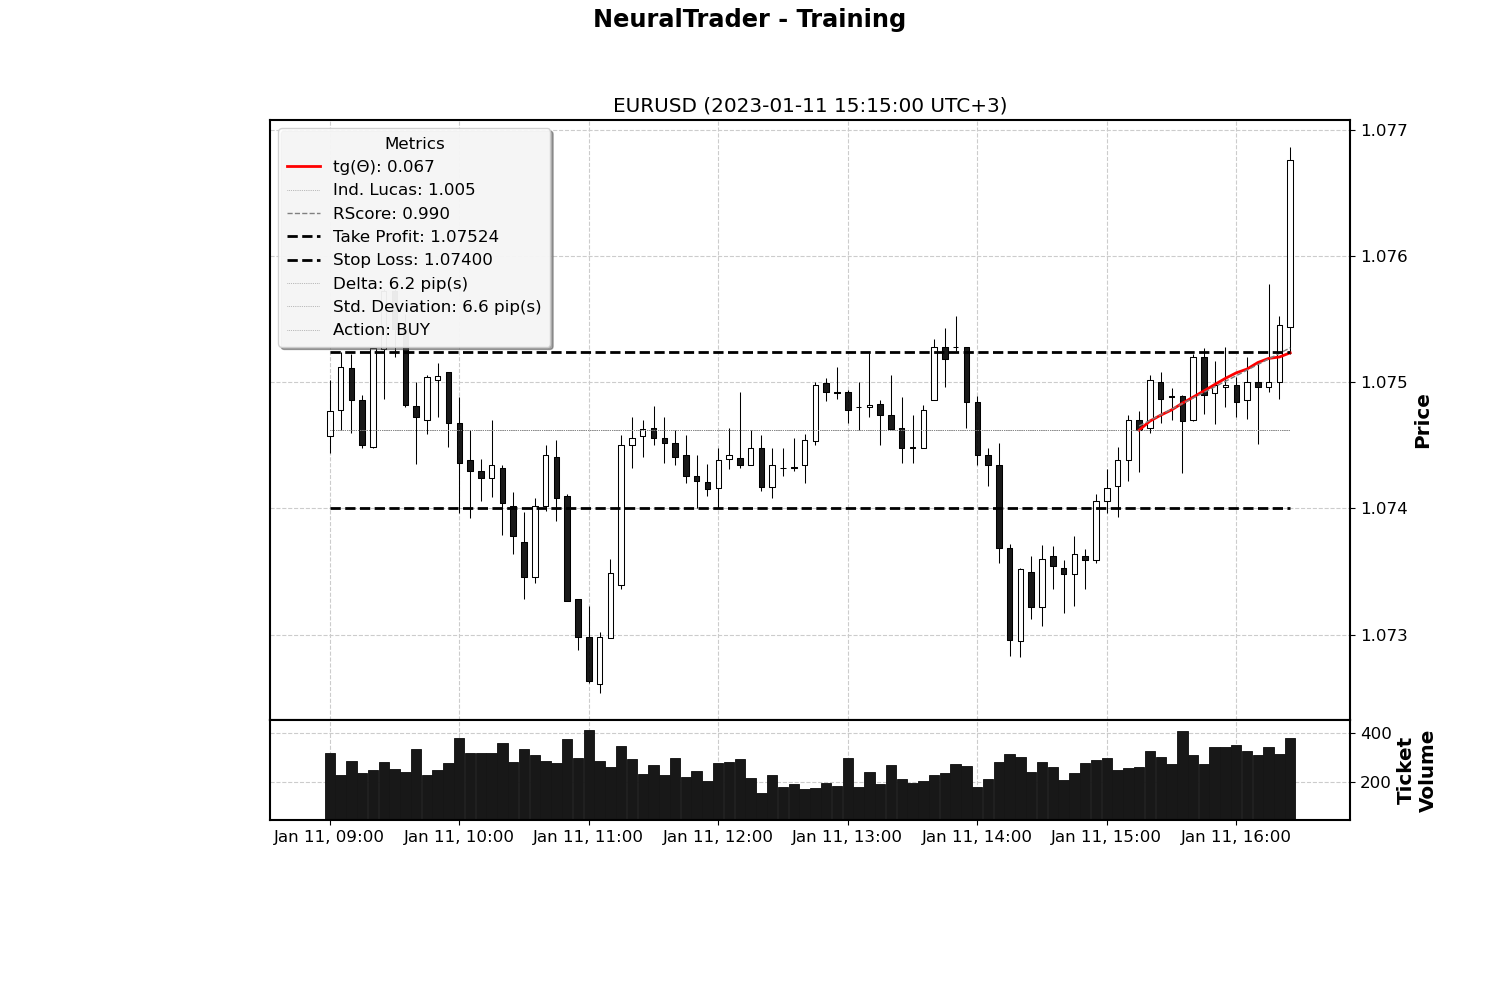 NeuralTrader - Training
EURUSD (2023-01-11 15:15:00 UTC+3)
Metrics
tg(Θ): 0.067
Ind. Lucas: 1.005
RScore: 0.990
Take Profit: 1.07524
Stop Loss: 1.07400
Delta: 6.2 pip(s)
Std. Deviation: 6.6 pip(s)
Action: BUY
1.077
1.076
1.075
1.074
1.073
Price
400
200
Ticket
Volume
Jan 11, 09:00 Jan 11, 10:00 Jan 11, 11:00 Jan 11, 12:00 Jan 11, 13:00 Jan 11, 14:00 Jan 11, 15:00 Jan 11, 16:00